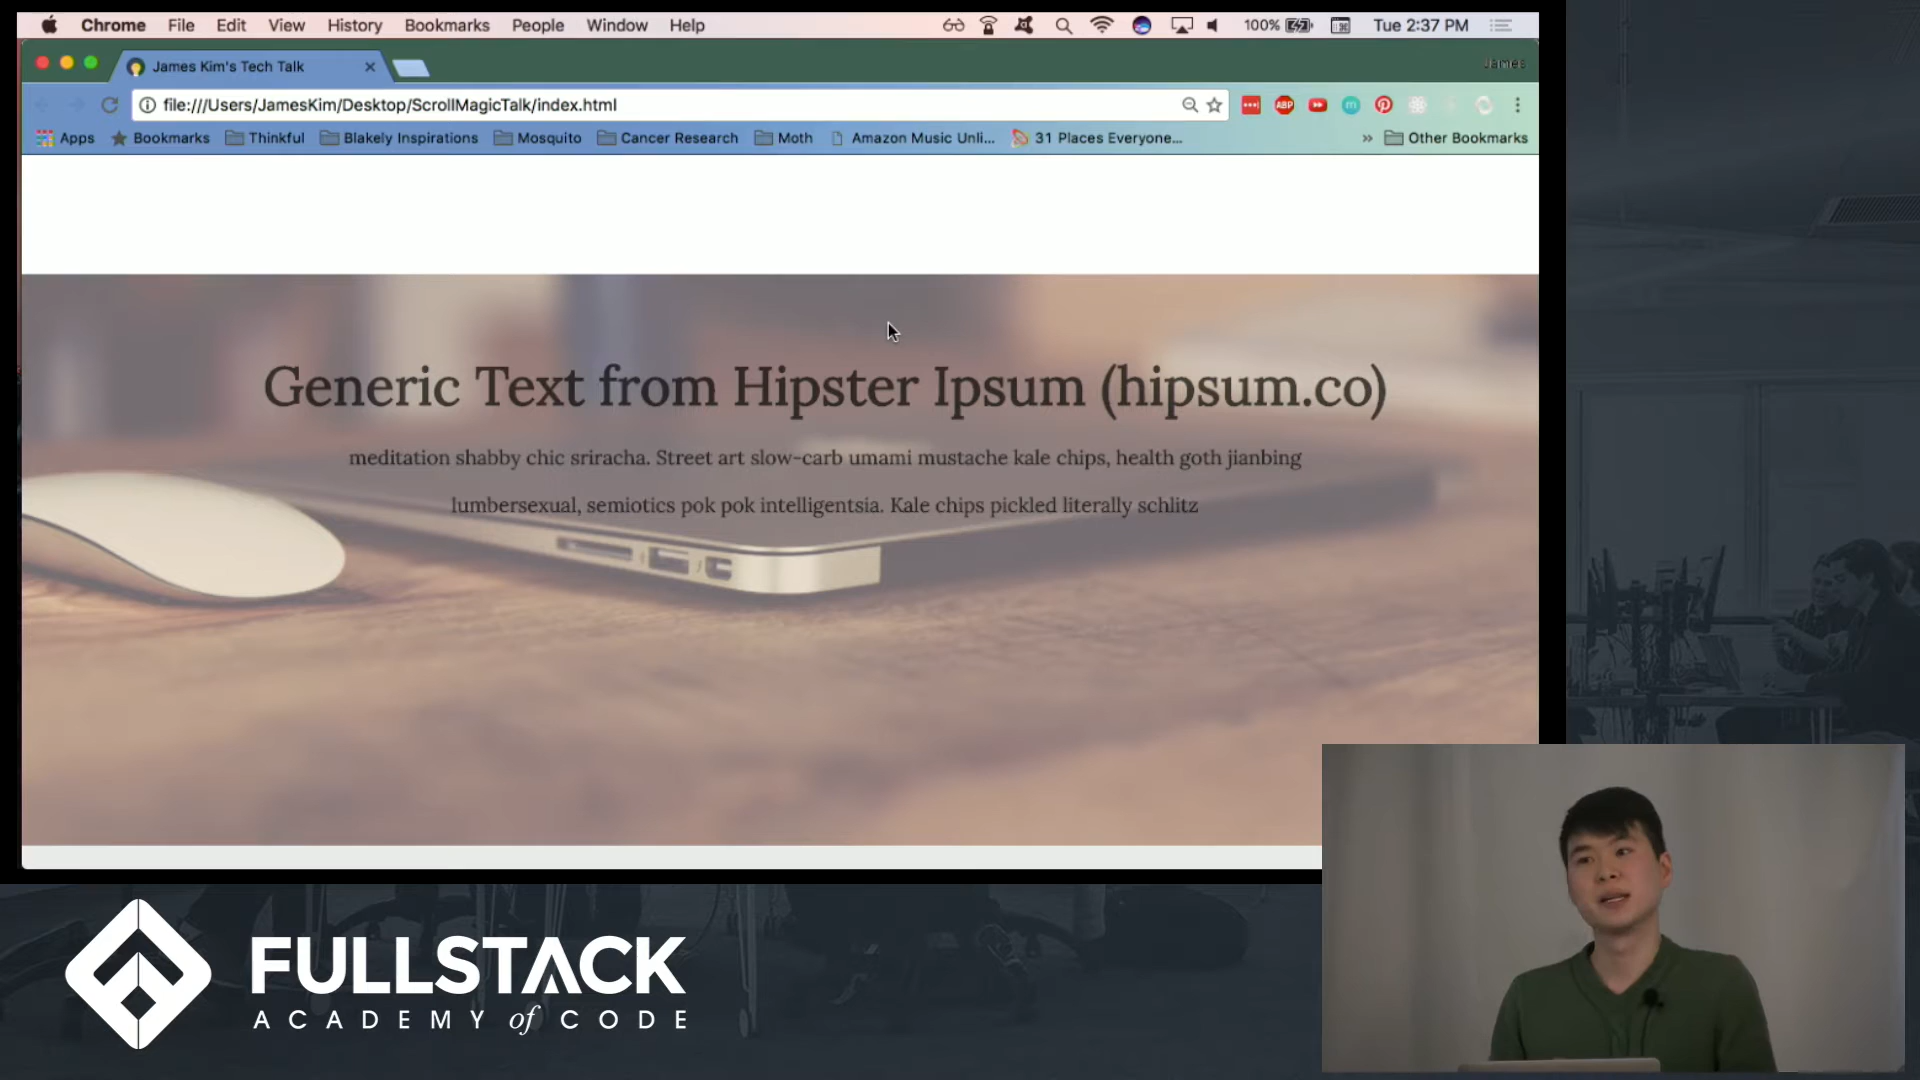 Chrome File Edit View History Bookmarks People Window Help 100% Tue 2:37 PM
James Kim's Tech Talk James
file:///Users/JamesKim/Desktop/ScrollMagicTalk/index.html ABP m
Apps Bookmarks Thinkful Blakely Inspirations Mosquito Cancer Research Moth Amazon Music Unli... 31 Places Everyone... » Other Bookmarks
Generic Text from Hipster Ipsum (hipsum.co)
meditation shabby chic sriracha. Street art slow-carb umami mustache kale chips, health goth jianbing
lumbersexual, semiotics pok pok intelligentsia. Kale chips pickled literally schlitz
FULLSTACK
ACADEMY of CODE